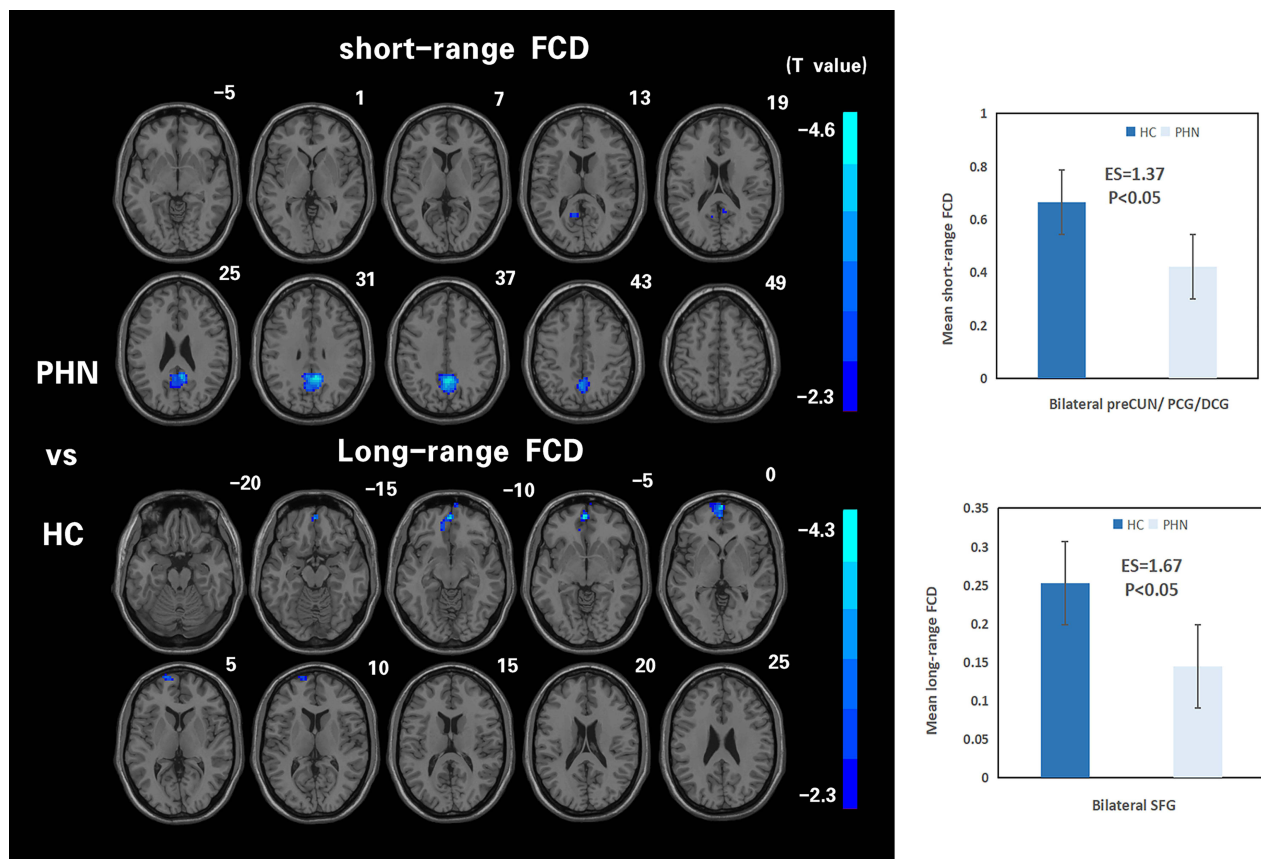 short-range FCD
(T value)
-5
1
7
13
19
-4.6
25
31
37
43
49
PHN
-2.3
vs
Long-range FCD
HC
-20
-15
-10
-5
0
-4.3
5
10
15
20
25
-2.3
1
0.8
0.6
0.4
0.2
0
Mean short-range FCD
HC PHN
ES=1.37
P<0.05
Bilateral preCUN/ PCG/DCG
0.35
0.3
0.25
0.2
0.15
0.1
0.05
0
Mean long-range FCD
HC PHN
ES=1.67
P<0.05
Bilateral SFG